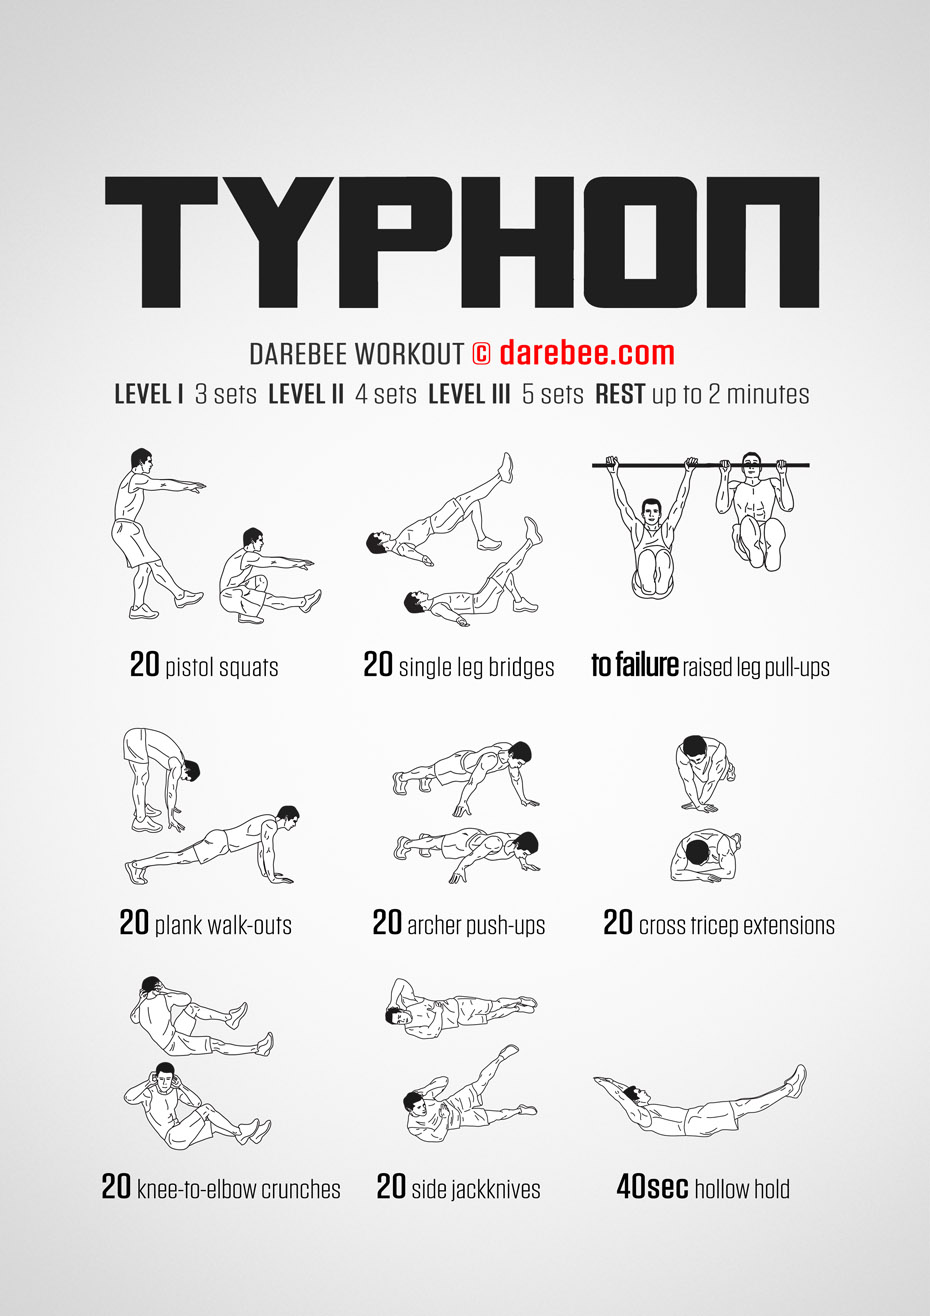 TYPHON
DAREBEE WORKOUT © darebee.com
LEVEL I 3 sets LEVEL II 4 sets LEVEL III 5 sets REST up to 2 minutes
20 pistol squats
20 single leg bridges
to failure raised leg pull-ups
20 plank walk-outs
20 archer push-ups
20 cross tricep extensions
20 knee-to-elbow crunches
20 side jackknives
40sec hollow hold